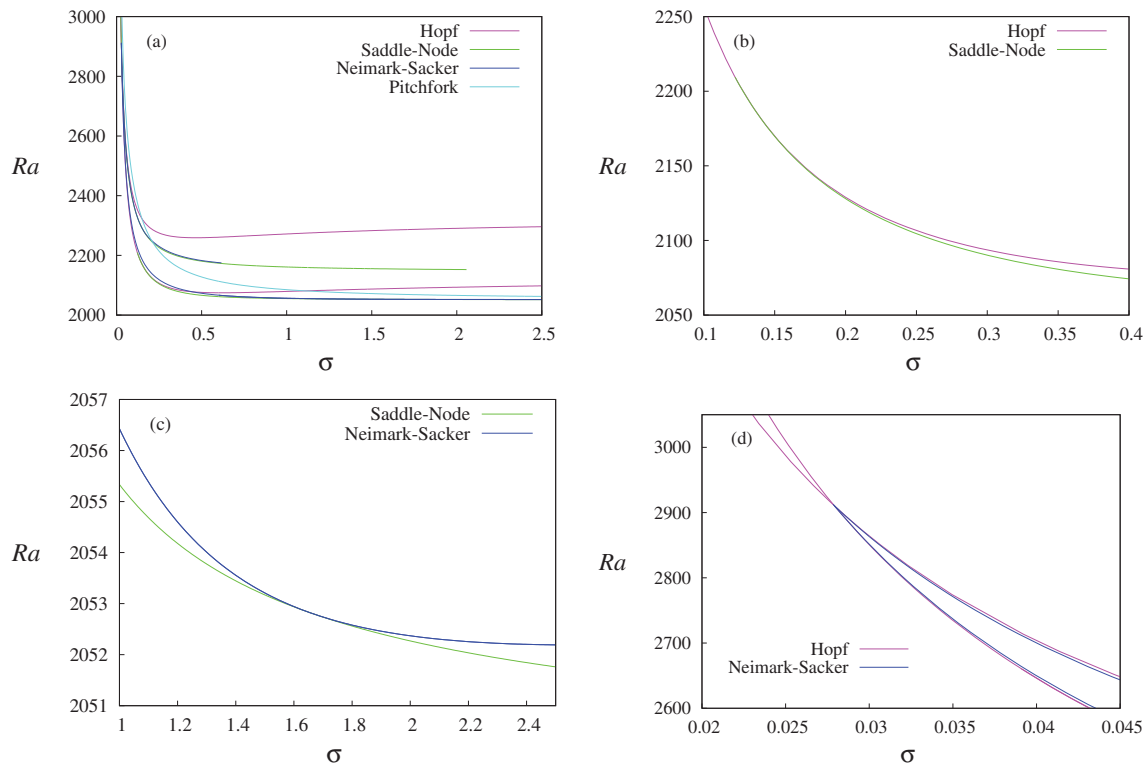 (a)
Hopf
Saddle-Node
Neimark-Sacker
Pitchfork
3000
2800
2600
2400
2200
2000
Ra
0 0.5 1 1.5 2 2.5
σ
(b)
Hopf
Saddle-Node
2250
2200
2150
2100
2050
Ra
0.1 0.15 0.2 0.25 0.3 0.35 0.4
σ
(c)
Saddle-Node
Neimark-Sacker
2057
2056
2055
2054
2053
2052
2051
Ra
1 1.2 1.4 1.6 1.8 2 2.2 2.4
σ
(d)
3000
2900
2800
2700
2600
Ra
Hopf
Neimark-Sacker
0.02 0.025 0.03 0.035 0.04 0.045
σ